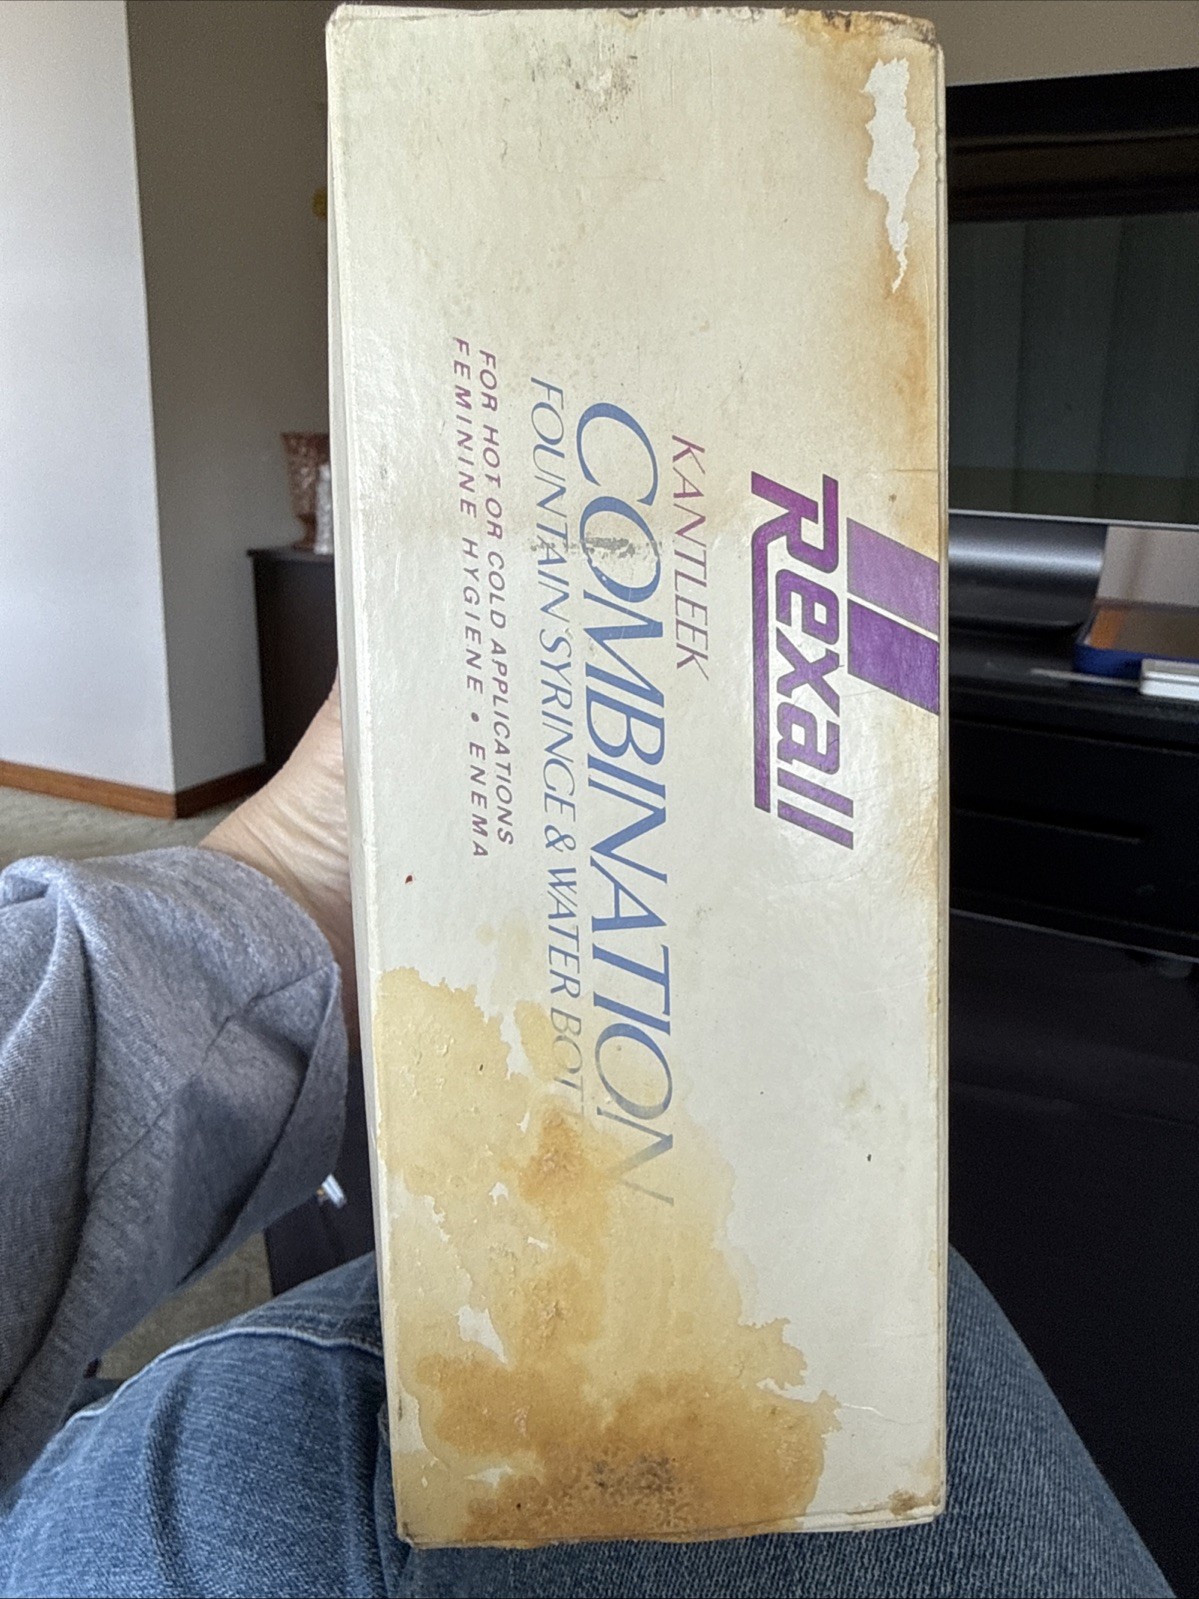 Rexall
KANTLEEK
COMBINATION
FOUNTAIN SYRINGE & WATER BOT
FOR HOT OR COLD APPLICATIONS
FEMININE HYGIENE • ENEMA